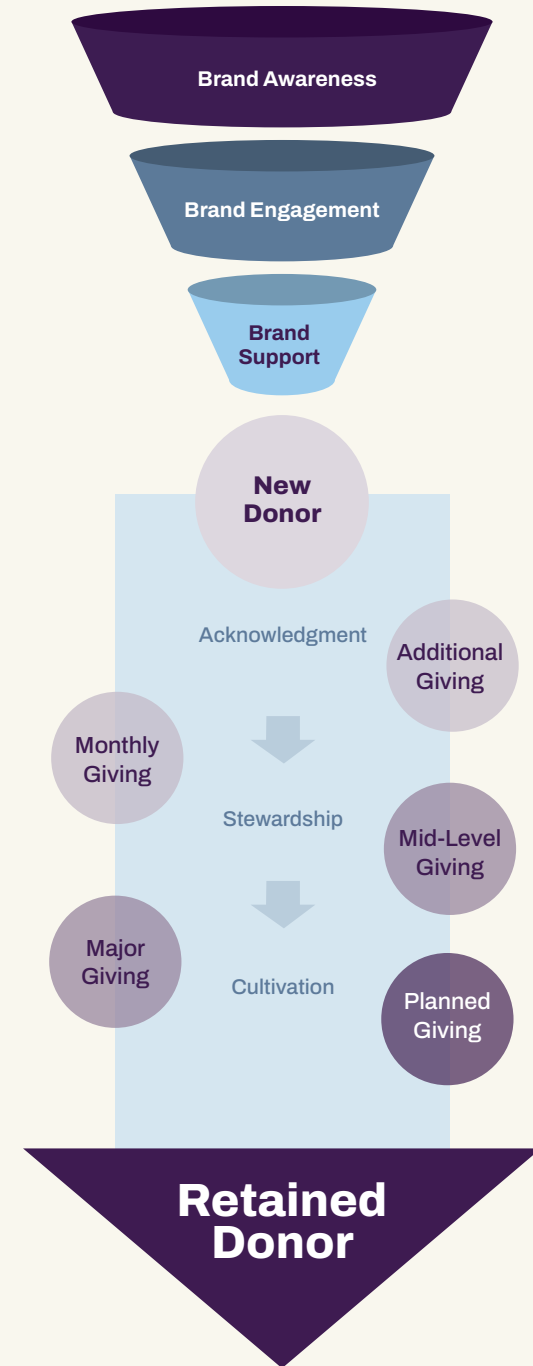 Brand Awareness
Brand Engagement
Brand
Support
New
Donor
Acknowledgment
Additional
Giving
Monthly
Giving
Stewardship
Mid-Level
Giving
Major
Giving
Cultivation
Planned
Giving
Retained
Donor